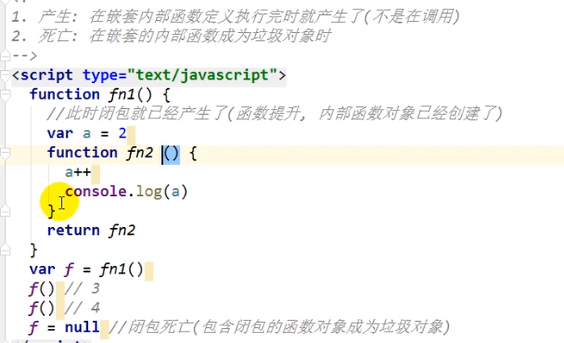 1. 产生: 在嵌套内部函数定义执行完时就产生了(不是在调用)
2. 死亡: 在嵌套的内部函数成为垃圾对象时
-->
<script type="text/javascript">
function fn1() {
//此时闭包就已经产生了(函数提升, 内部函数对象已经创建了)
var a = 2
function fn2 () {
a++
console.log(a)
}
return fn2
}
var f = fn1()
f() // 3
f() // 4
f = null //闭包死亡(包含闭包的函数对象成为垃圾对象)